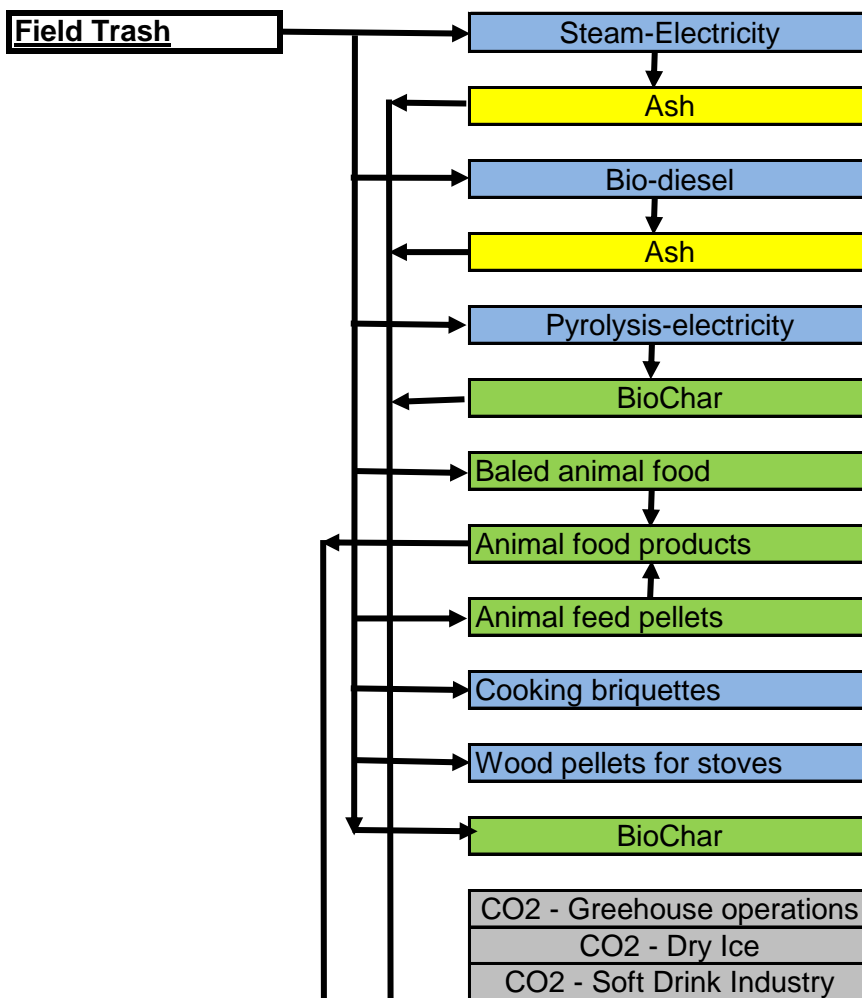 Field Trash
Steam-Electricity
Ash
Bio-diesel
Ash
Pyrolysis-electricity
BioChar
Baled animal food
Animal food products
Animal feed pellets
Cooking briquettes
Wood pellets for stoves
BioChar
CO2 - Greehouse operations
CO2 - Dry Ice
CO2 - Soft Drink Industry